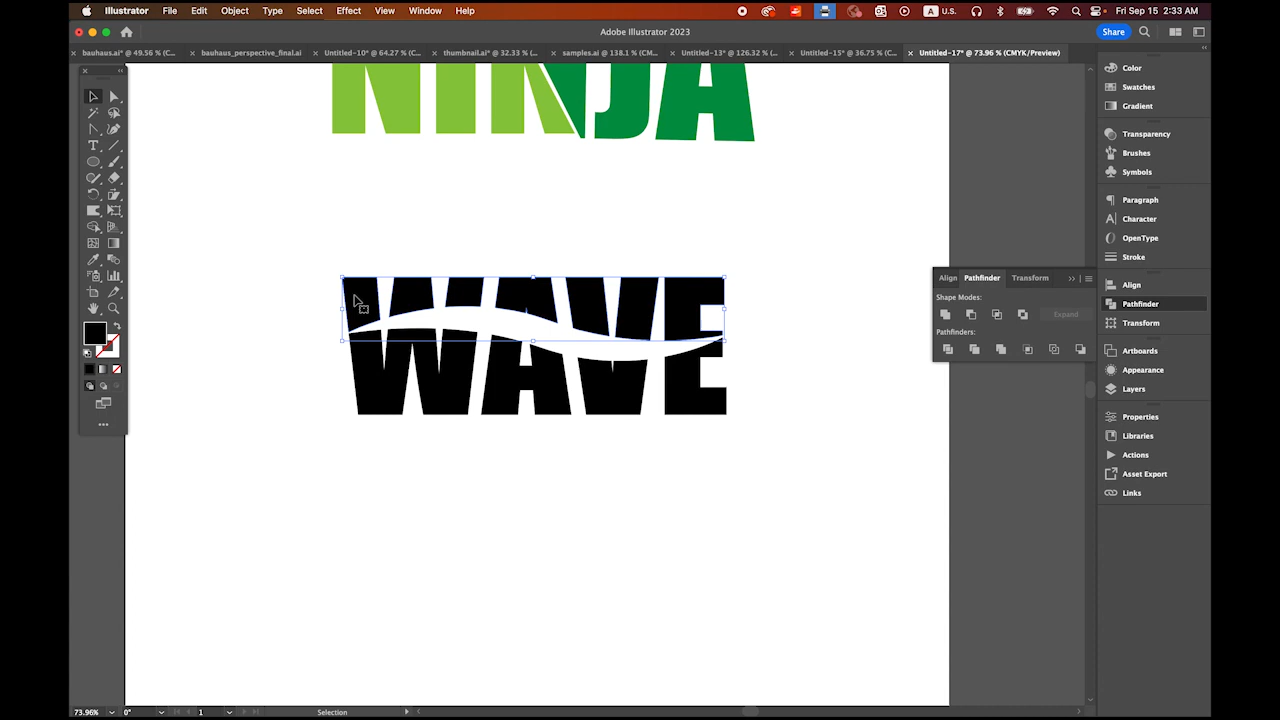 Illustrator File Edit Object Type Select Effect View Window Help A U.S. Fri Sep 15 2:33 AM
Adobe Illustrator 2023
Share
× bauhaus.ai* @ 49.56 % (C...
× bauhaus_perspective_final.ai
× Untitled-10* @ 64.27 % (C...
× thumbnail.ai* @ 32.33 % (...
× samples.ai @ 138.1 % (CM...
× Untitled-13* @ 126.32 % (...
× Untitled-15* @ 36.75 % (C...
× Untitled-17* @ 73.96 % (CMYK/Preview)
NINJA
WAVE
Align Pathfinder Transform
Shape Modes:
Expand
Pathfinders:
Color
Swatches
Gradient
Transparency
Brushes
Symbols
Paragraph
Character
OpenType
Stroke
Align
Pathfinder
Transform
Artboards
Appearance
Layers
Properties
Libraries
Actions
Asset Export
Links
73.96% 0° 1 Selection